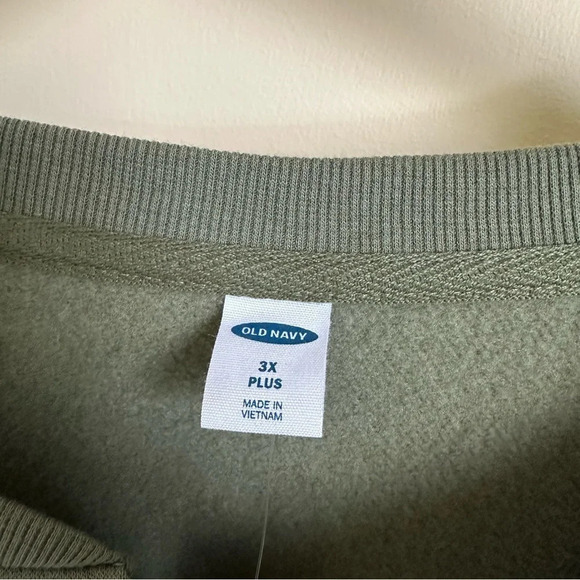 OLD NAVY
3X
PLUS
MADE IN
VIETNAM